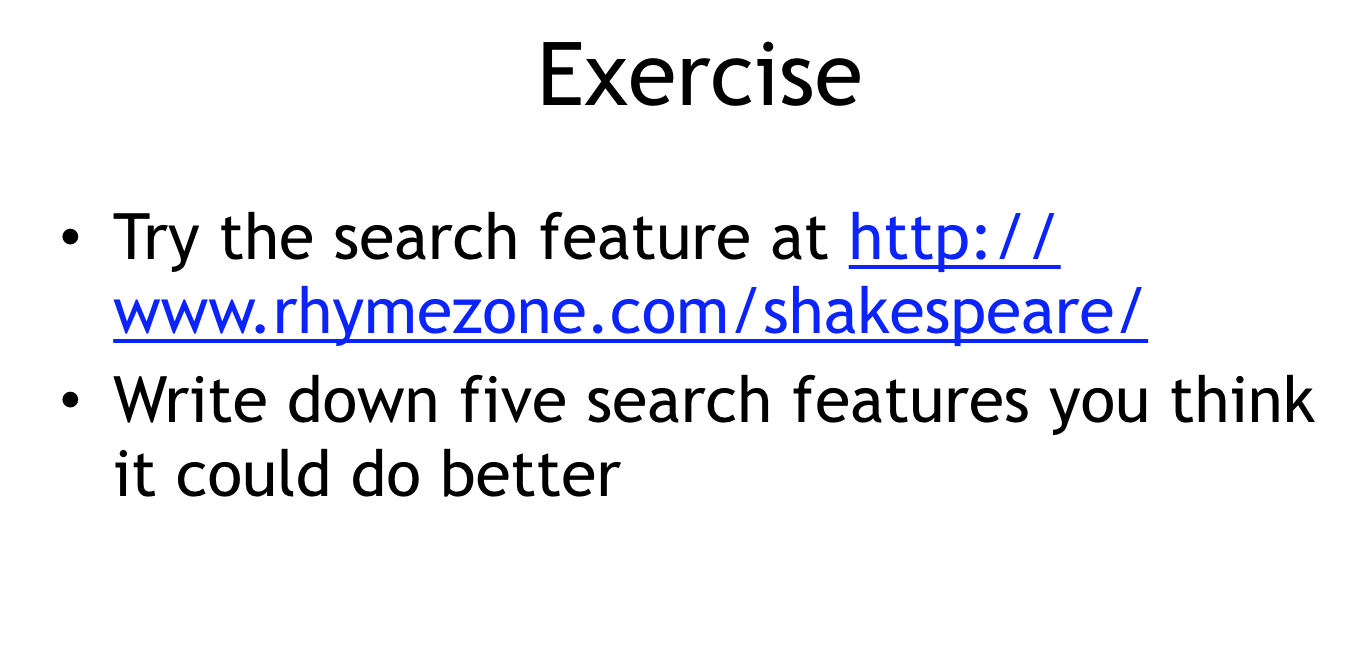 Exercise
• Try the search feature at http://
www.rhymezone.com/shakespeare/
• Write down five search features you think
it could do better